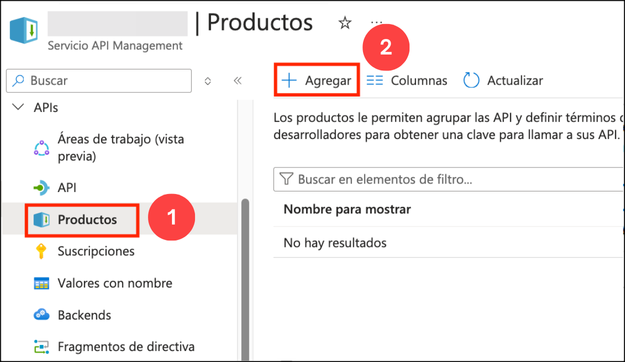 | Productos
Servicio API Management
2
Buscar
Agregar
Columnas
Actualizar
APIs
Los productos le permiten agrupar las API y definir términos
desarrolladores para obtener una clave para llamar a sus API.
Áreas de trabajo (vista
previa)
API
Buscar en elementos de filtro...
Productos
1
Nombre para mostrar
Suscripciones
No hay resultados
Valores con nombre
Backends
Fragmentos de directiva